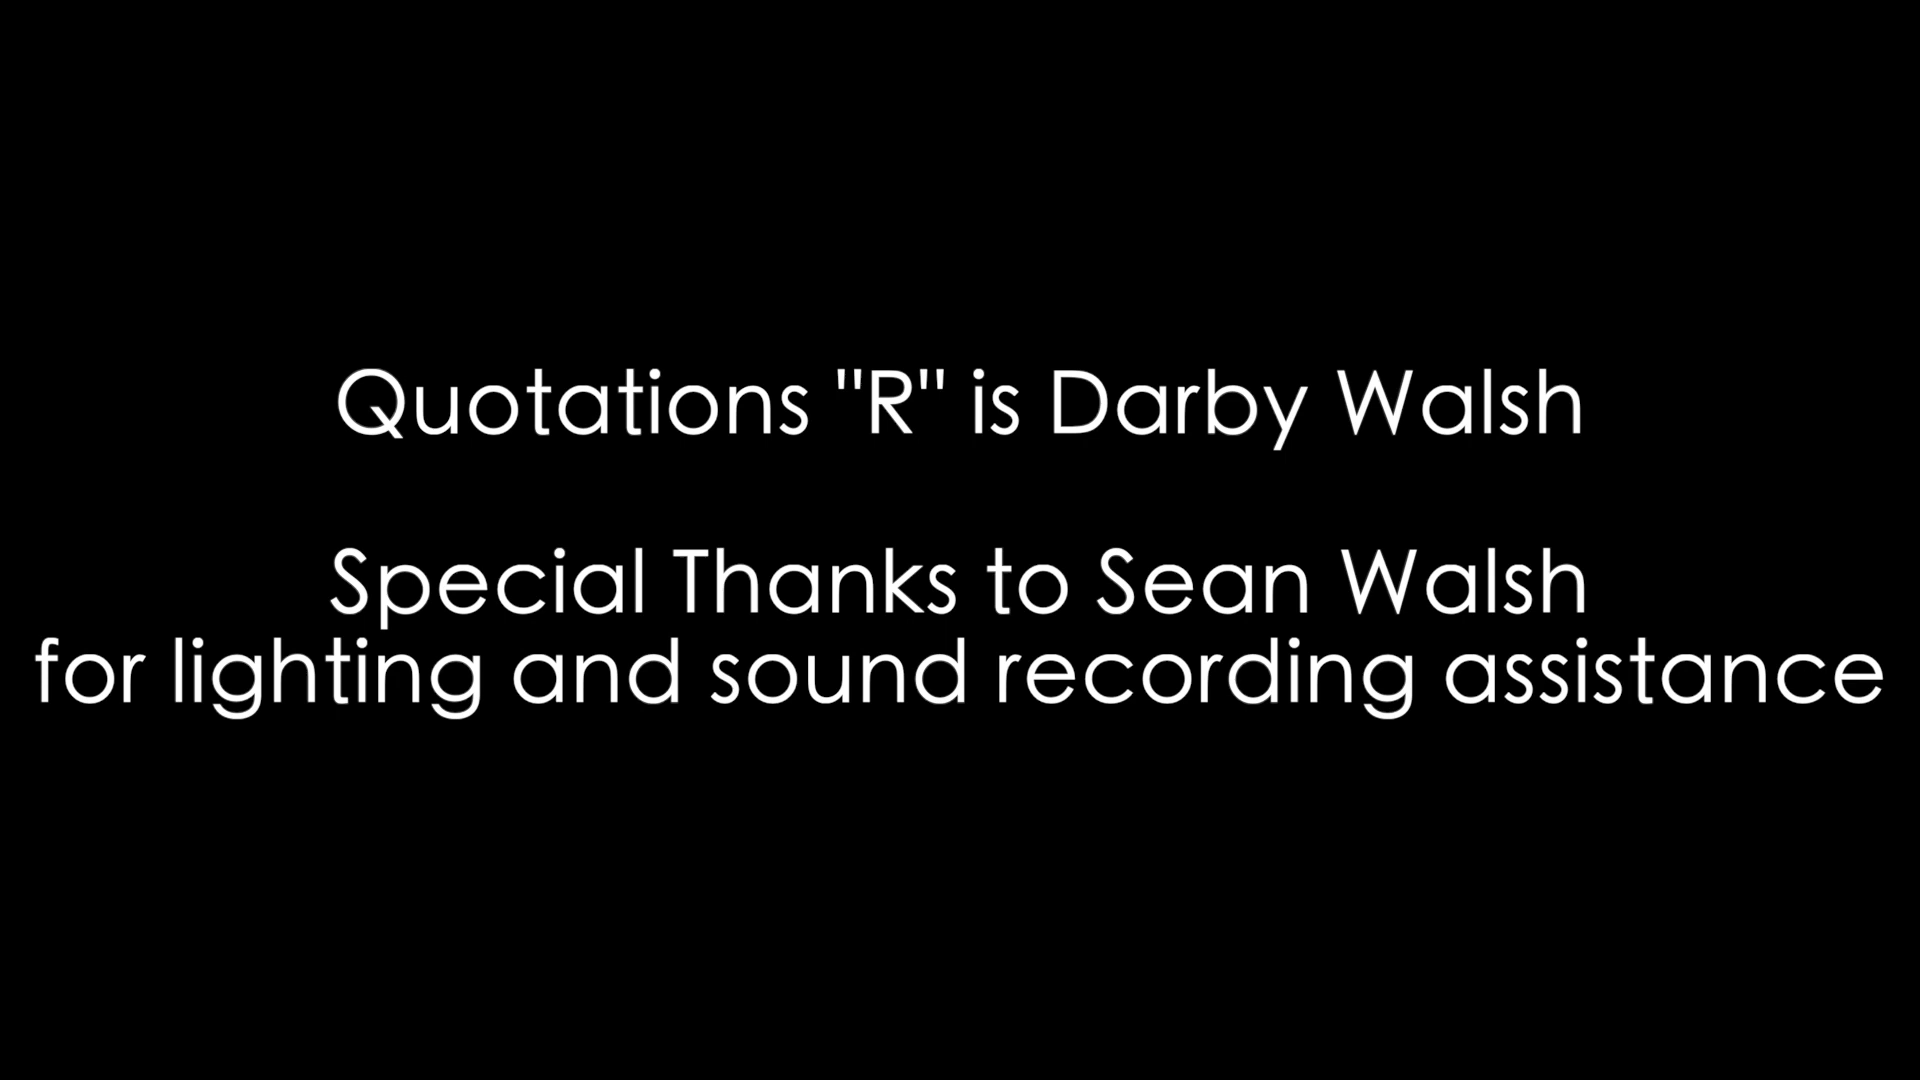 Quotations "R" is Darby Walsh
Special Thanks to Sean Walsh
for lighting and sound recording assistance